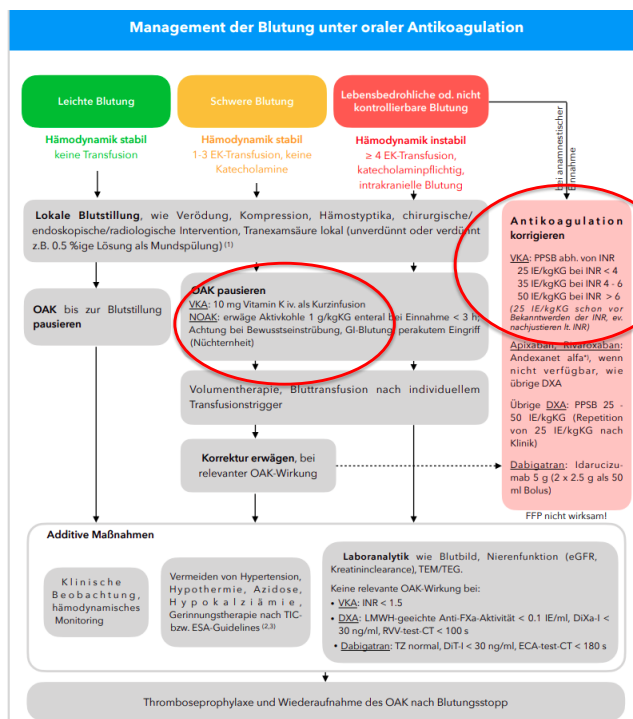 Management der Blutung unter oraler Antikoagulation
Leichte Blutung
Schwere Blutung
Lebensbedrohliche od. nicht
kontrollierbare Blutung
bei anamnestischer
Einnahme
Hämodynamik stabil
keine Transfusion
Hämodynamik stabil
1-3 EK-Transfusion, keine
Katecholamine
Hämodynamik instabil
≥ 4 EK-Transfusion,
katecholaminpflichtig,
intrakranielle Blutung
Lokale Blutstillung, wie Verödung, Kompression, Hämostyptika, chirurgische/
endoskopische/radiologische Intervention, Tranexamsäure lokal (unverdünnt oder verdünnt
z.B. 0.5 %ige Lösung als Mundspülung) (1)
OAK bis zur Blutstillung
pausieren
OAK pausieren
VKA: 10 mg Vitamin K iv. als Kurzinfusion
NOAK: erwäge Aktivkohle 1 g/kgKG enteral bei Einnahme < 3 h,
Achtung bei Bewusstseinstrübung, GI-Blutung, perakutem Eingriff
(Nüchternheit)
Volumentherapie, Bluttransfusion nach individuellem
Transfusionstrigger
Korrektur erwägen, bei
relevanter OAK-Wirkung
Antikoagulation
korrigieren
VKA: PPSB abh. von INR
25 IE/kgKG bei INR < 4
35 IE/kgKG bei INR 4 - 6
50 IE/kgKG bei INR > 6
(25 IE/kgKG schon vor
Bekanntwerden der INR, ev.
nachjustieren lt. INR)
Apixaban, Rivaroxaban:
Andexanet alfa*), wenn
nicht verfügbar, wie
übrige DXA
Übrige DXA: PPSB 25 -
50 IE/kgKG (Repetition
von 25 IE/kgKG nach
Klinik)
Dabigatran: Idarucizu-
mab 5 g (2 x 2.5 g als 50
ml Bolus)
FFP nicht wirksam!
Additive Maßnahmen
Klinische
Beobachtung,
hämodynamisches
Monitoring
Vermeiden von Hypertension,
Hypothermie, Azidose,
Hypokalziämie,
Gerinnungstherapie nach TIC-
bzw. ESA-Guidelines (2,3)
Laboranalytik wie Blutbild, Nierenfunktion (eGFR,
Kreatininclearance), TEM/TEG.
Keine relevante OAK-Wirkung bei:
• VKA: INR < 1.5
• DXA: LMWH-geeichte Anti-FXa-Aktivität < 0.1 IE/ml, DiXa-I <
30 ng/ml, RVV-test-CT < 100 s
• Dabigatran: TZ normal, DiT-I < 30 ng/ml, ECA-test-CT < 180 s
Thromboseprophylaxe und Wiederaufnahme des OAK nach Blutungsstopp